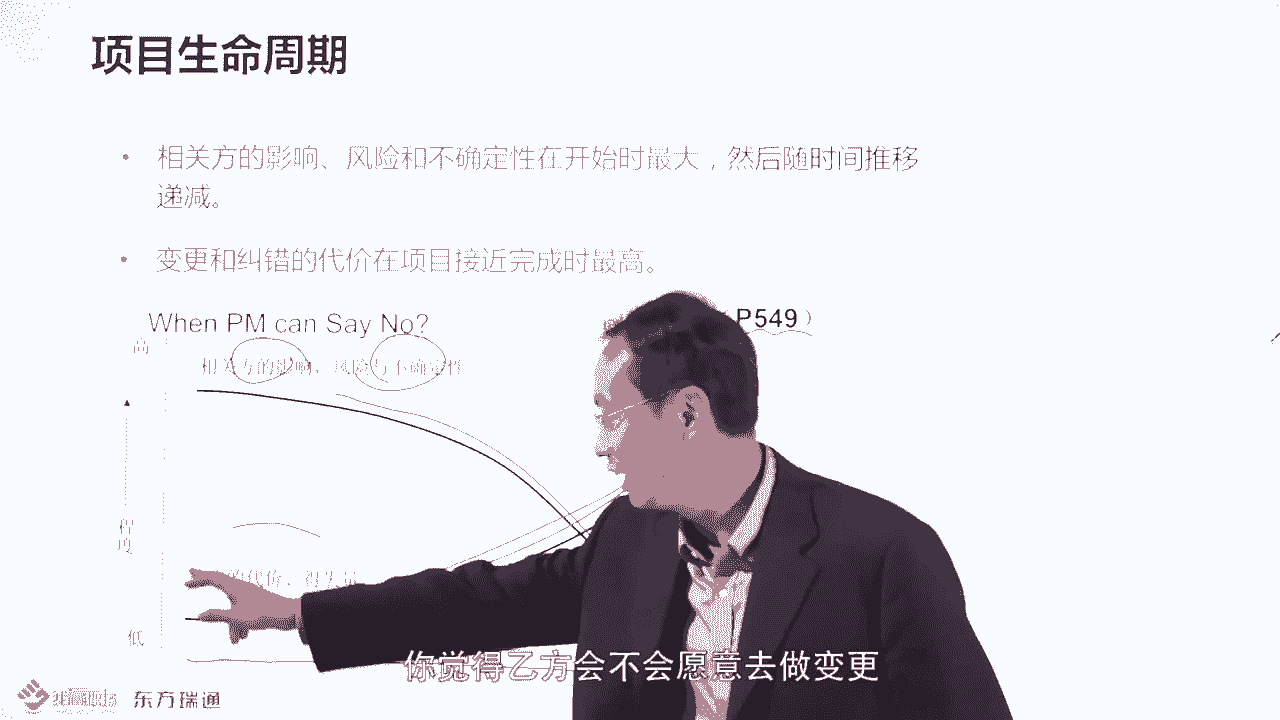 项目生命周期
• 相关方的影响、风险和不确定性在开始时最大，然后随时间推移
递减。
• 变更和纠错的代价在项目接近完成时最高。
When PM can Say No?
P549）
高
相关方的影响，风险与不确定性
程
度
的代价，得失量
低
你觉得乙方会不会愿意去做变更
东方瑞通